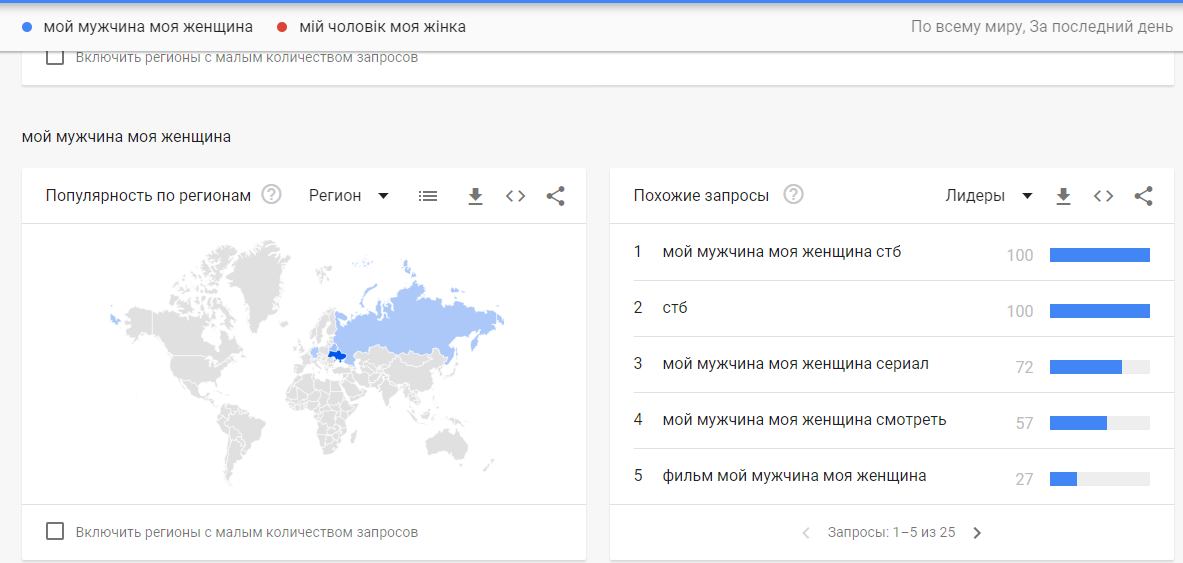 мой мужчина моя женщина
мій чоловік моя жінка
По всему миру, За последний день
Включить регионы с малым количеством запросов
мой мужчина моя женщина
Популярность по регионам ? Регион
Похожие запросы ? Лидеры
1 мой мужчина моя женщина стб 100
2 стб 100
3 мой мужчина моя женщина сериал 72
4 мой мужчина моя женщина смотреть 57
5 фильм мой мужчина моя женщина 27
Включить регионы с малым количеством запросов
Запросы: 1–5 из 25